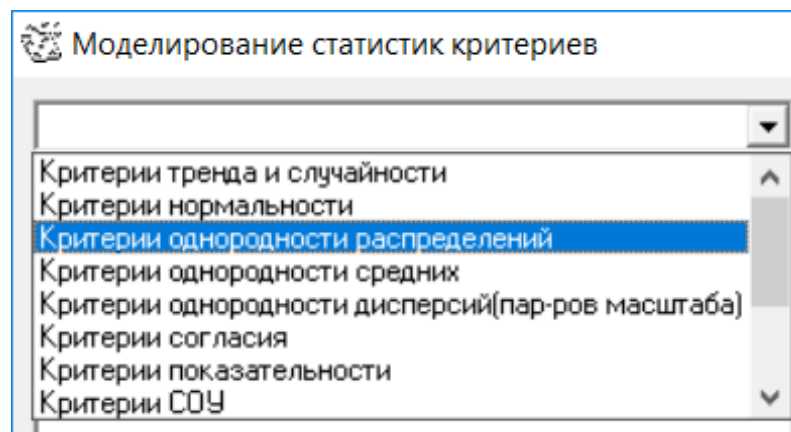 Моделирование статистик критериев
Критерии тренда и случайности
Критерии нормальности
Критерии однородности распределений
Критерии однородности средних
Критерии однородности дисперсий(пар-ров масштаба)
Критерии согласия
Критерии показательности
Критерии СОУ